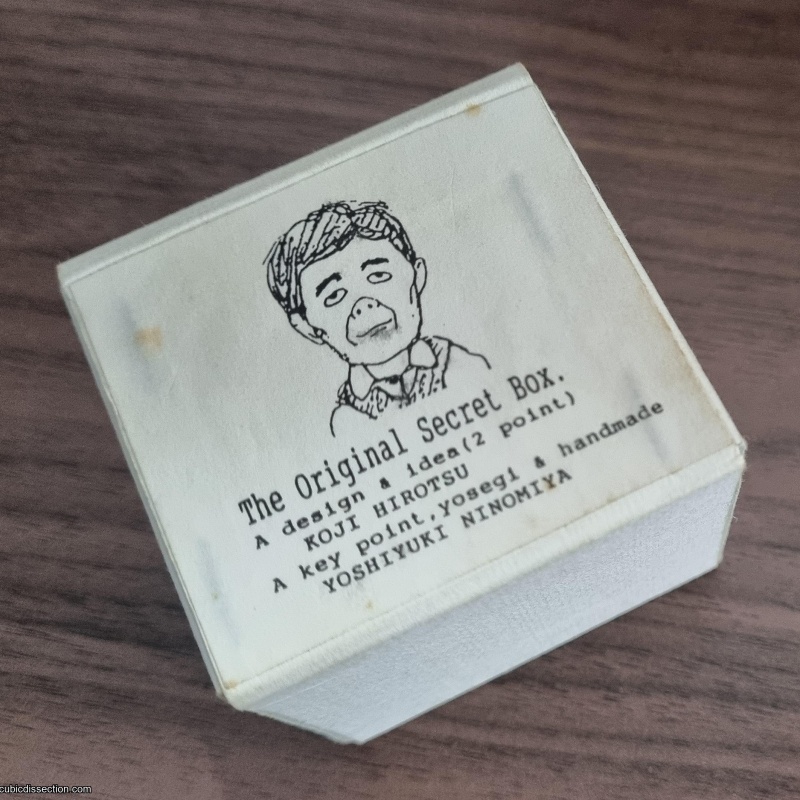 The Original Secret Box.
A design & idea(2 point)
KOJI HIROTSU
A key point,yosegi & handmade
YOSHIYUKI NINOMIYA
cubicdissection.com